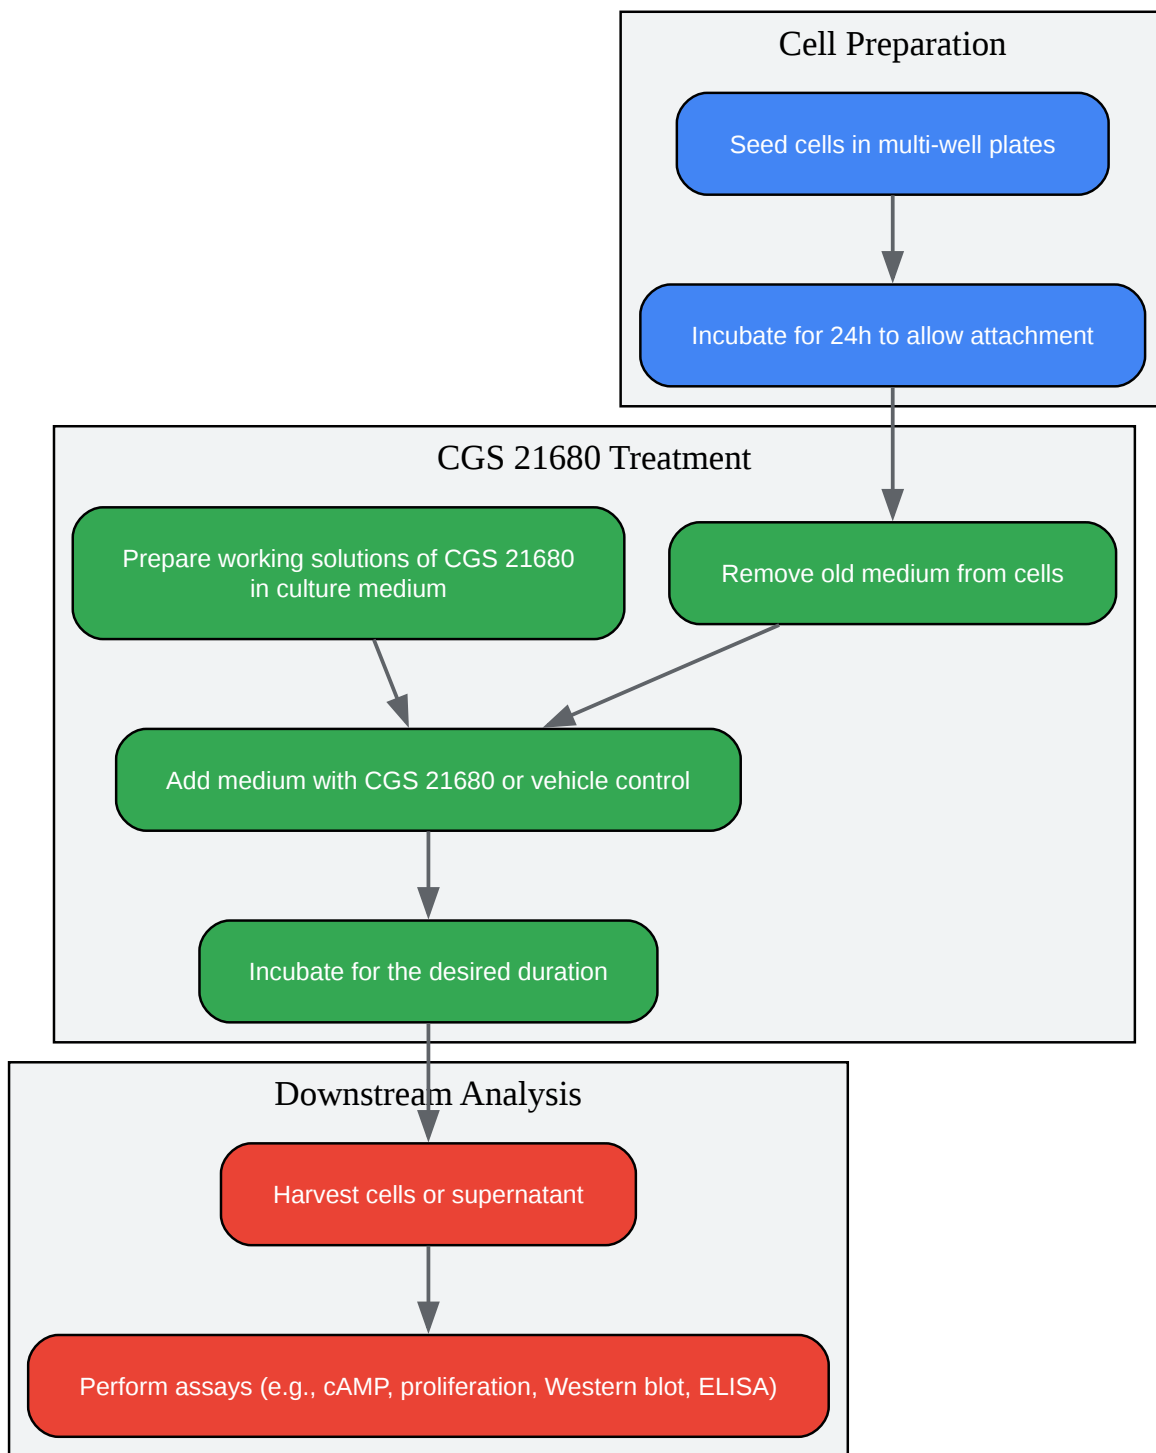 Cell Preparation
Seed cells in multi-well plates
Incubate for 24h to allow attachment
CGS 21680 Treatment
Prepare working solutions of CGS 21680
in culture medium
Remove old medium from cells
Add medium with CGS 21680 or vehicle control
Incubate for the desired duration
Downstream Analysis
Harvest cells or supernatant
Perform assays (e.g., cAMP, proliferation, Western blot, ELISA)